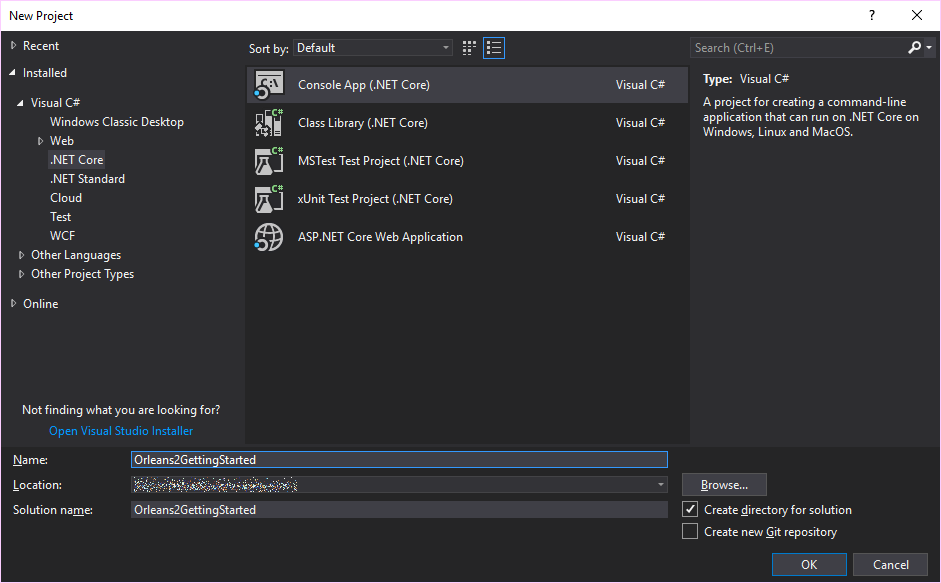 New Project
?
Recent
Installed
Visual C#
Windows Classic Desktop
Web
.NET Core
.NET Standard
Cloud
Test
WCF
Other Languages
Other Project Types
Online
Not finding what you are looking for?
Open Visual Studio Installer
Sort by: Default
Console App (.NET Core) Visual C#
Class Library (.NET Core) Visual C#
MSTest Test Project (.NET Core) Visual C#
xUnit Test Project (.NET Core) Visual C#
ASP.NET Core Web Application Visual C#
Search (Ctrl+E)
Type: Visual C#
A project for creating a command-line
application that can run on .NET Core on
Windows, Linux and MacOS.
Name: Orleans2GettingStarted
Location:
Browse...
Solution name: Orleans2GettingStarted
Create directory for solution
Create new Git repository
OK
Cancel